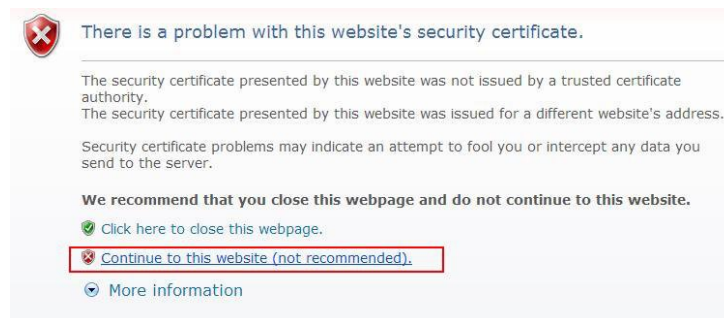 There is a problem with this website's security certificate.
The security certificate presented by this website was not issued by a trusted certificate
authority.
The security certificate presented by this website was issued for a different website's address.
Security certificate problems may indicate an attempt to fool you or intercept any data you
send to the server.
We recommend that you close this webpage and do not continue to this website.
Click here to close this webpage.
Continue to this website (not recommended).
More information